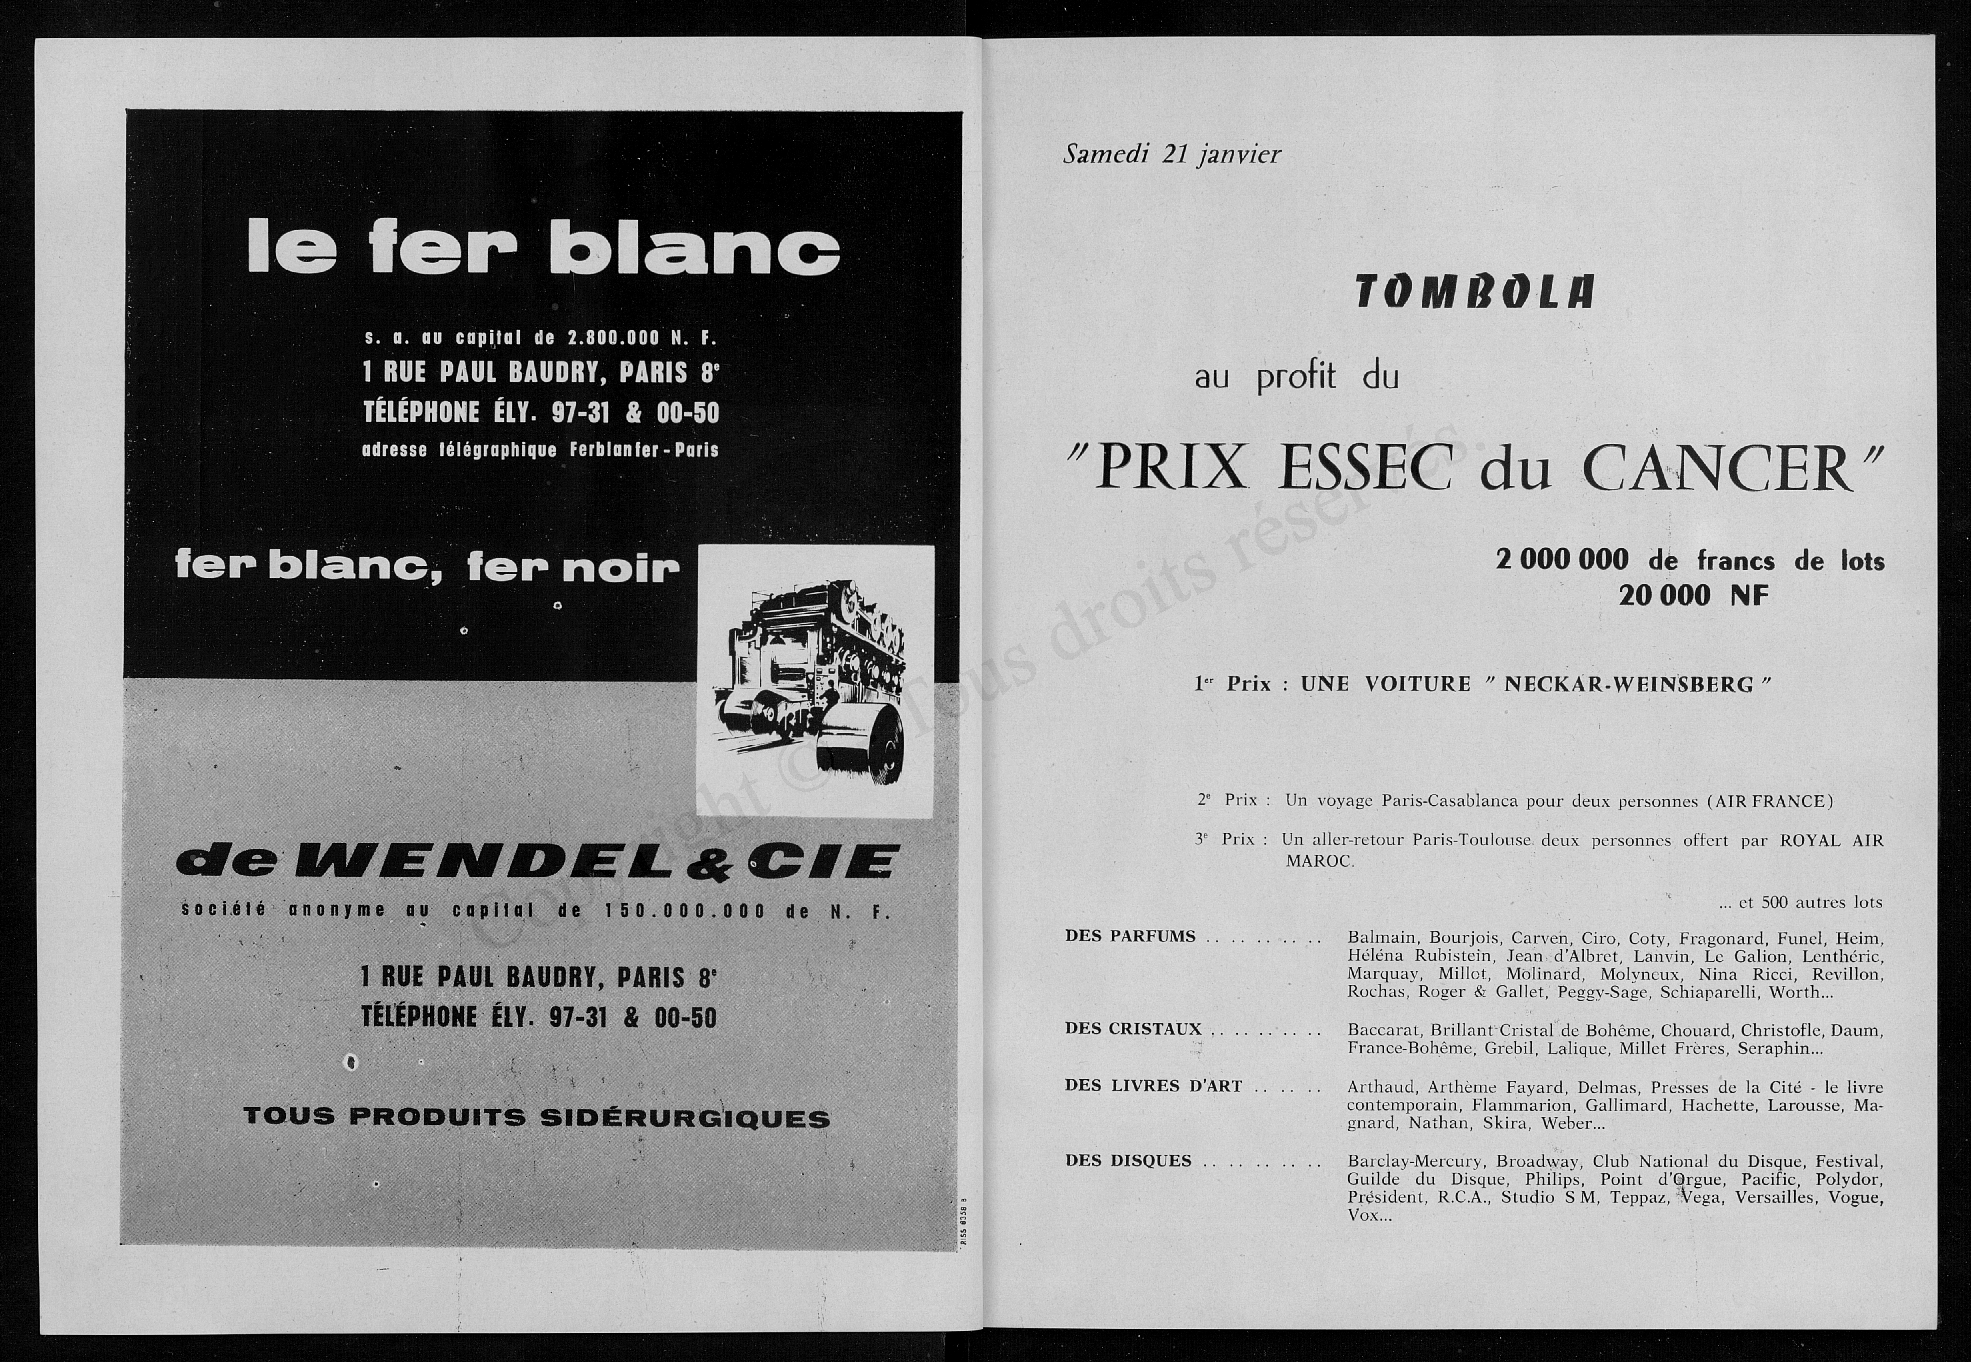 le fer blanc
s. a. au capital de 2.800.000 N. F.
1 RUE PAUL BAUDRY, PARIS 8e
TÉLÉPHONE ÉLY. 97-31 & 00-50
adresse télégraphique Ferblanfer - Paris
fer blanc, fer noir
de WENDEL & CIE
société anonyme au capital de 150.000.000 de N. F.
1 RUE PAUL BAUDRY, PARIS 8e
TÉLÉPHONE ÉLY. 97-31 & 00-50
TOUS PRODUITS SIDÉRURGIQUES
Samedi 21 janvier
TOMBOLA
au profit du
"PRIX ESSEC du CANCER"
2 000 000 de francs de lots
20 000 NF
1er Prix : UNE VOITURE " NECKAR-WEINSBERG "
2e Prix : Un voyage Paris-Casablanca pour deux personnes (AIR FRANCE)
3e Prix : Un aller-retour Paris-Toulouse deux personnes offert par ROYAL AIR
MAROC.
... et 500 autres lots
DES PARFUMS .. .. .. .. .. Balmain, Bourjois, Carven, Ciro, Coty, Fragonard, Funel, Heim,
Héléna Rubistein, Jean d'Albret, Lanvin, Le Galion, Lenthéric,
Marquay, Millot, Molinard, Molyneux, Nina Ricci, Revillon,
Rochas, Roger & Gallet, Peggy-Sage, Schiaparelli, Worth...
DES CRISTAUX .. .. .. .. .. Baccarat, Brillant Cristal de Bohême, Chouard, Christofle, Daum,
France-Bohême, Grebil, Lalique, Millet Frères, Seraphin...
DES LIVRES D'ART .. .. .. Arthaud, Arthème Fayard, Delmas, Presses de la Cité - le livre
contemporain, Flammarion, Gallimard, Hachette, Larousse, Ma-
gnard, Nathan, Skira, Weber...
DES DISQUES .. .. .. .. .. Barclay-Mercury, Broadway, Club National du Disque, Festival,
Guilde du Disque, Philips, Point d'Orgue, Pacific, Polydor,
Président, R.C.A., Studio S M, Teppaz, Vega, Versailles, Vogue,
Vox...
Copyright © Tous droits réservés.